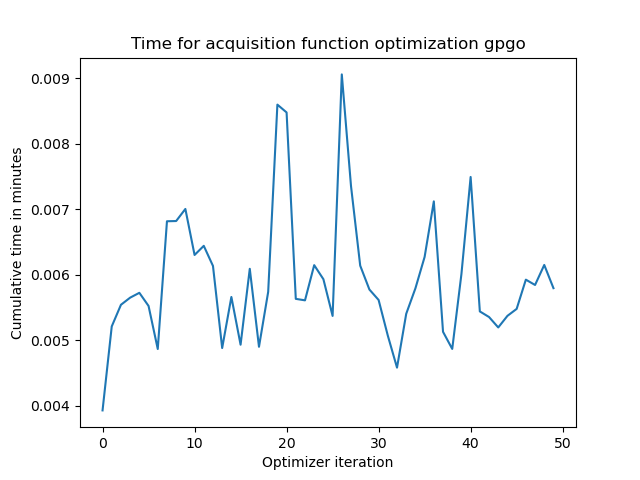 Time for acquisition function optimization gpgo
Cumulative time in minutes
0.009
0.008
0.007
0.006
0.005
0.004
0 10 20 30 40 50
Optimizer iteration